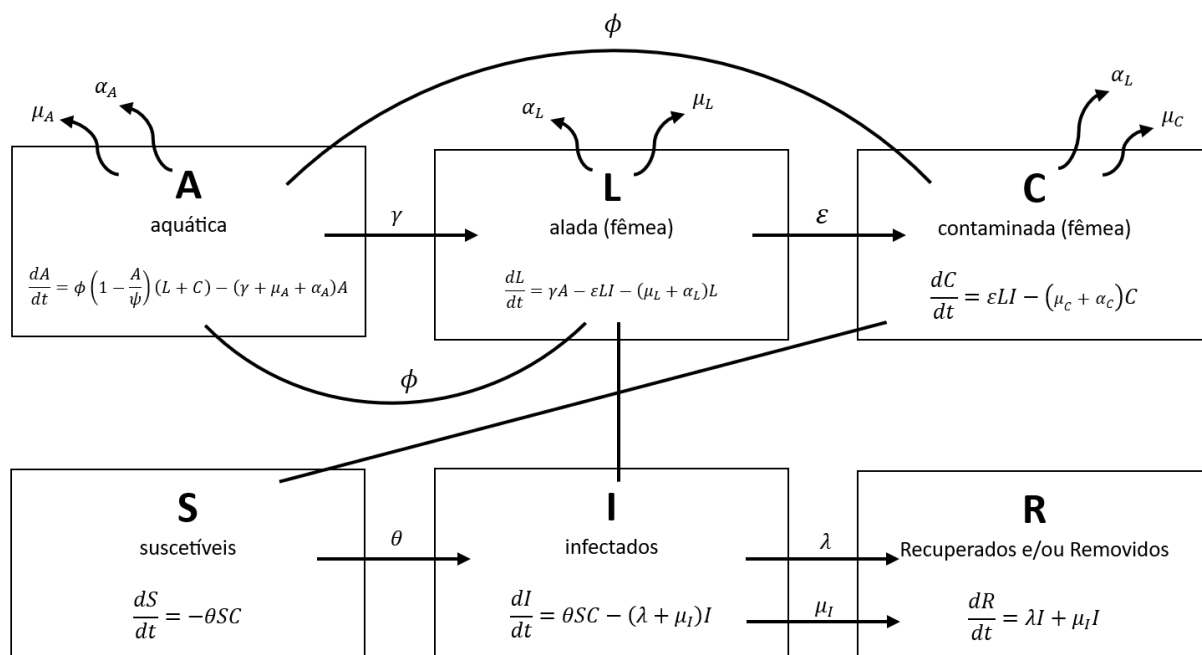 ϕ
α_A
μ_A
α_L
μ_L
α_L
μ_C
A
aquática
dA/dt = ϕ(1 − A/ψ)(L + C) − (γ + μ_A + α_A)A
γ
L
alada (fêmea)
dL/dt = γA − εLI − (μ_L + α_L)L
ε
C
contaminada (fêmea)
dC/dt = εLI − (μ_C + α_C)C
ϕ
S
suscetíveis
dS/dt = −θSC
θ
I
infectados
dI/dt = θSC − (λ + μ_I)I
λ
μ_I
R
Recuperados e/ou Removidos
dR/dt = λI + μ_I I